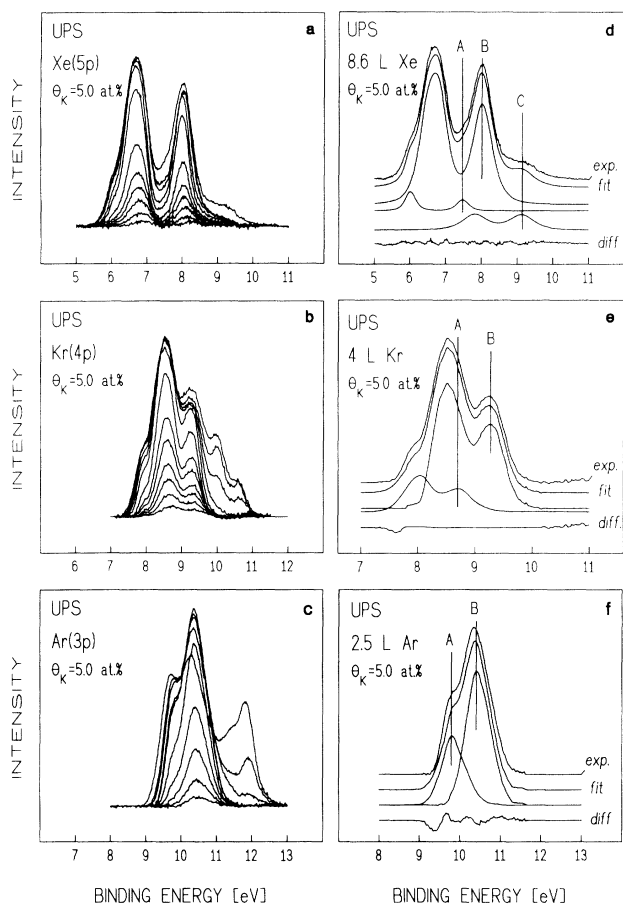 UPS
a
Xe(5p)
θK=5.0 at.%
INTENSITY
5 6 7 8 9 10 11
UPS
d
8.6 L Xe
θK=5.0 at.%
A
B
C
exp.
fit
diff
5 6 7 8 9 10 11
UPS
b
Kr(4p)
θK=5.0 at.%
INTENSITY
7 8 9 10 11 12
UPS
e
4 L Kr
θK=5.0 at.%
A
B
exp.
fit
diff.
7 8 9 10 11
UPS
c
Ar(3p)
θK=5.0 at.%
INTENSITY
6 7 8 9 10 11 12 13
BINDING ENERGY [eV]
UPS
f
2.5 L Ar
θK=5.0 at.%
A
B
exp.
fit
diff
8 9 10 11 12 13
BINDING ENERGY [eV]